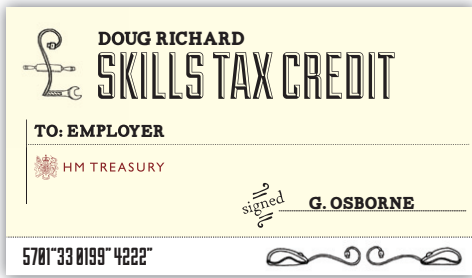 DOUG RICHARD
SKILLS TAX CREDIT
TO: EMPLOYER
HM TREASURY
signed G. OSBORNE
5701"33 0199" 4222"